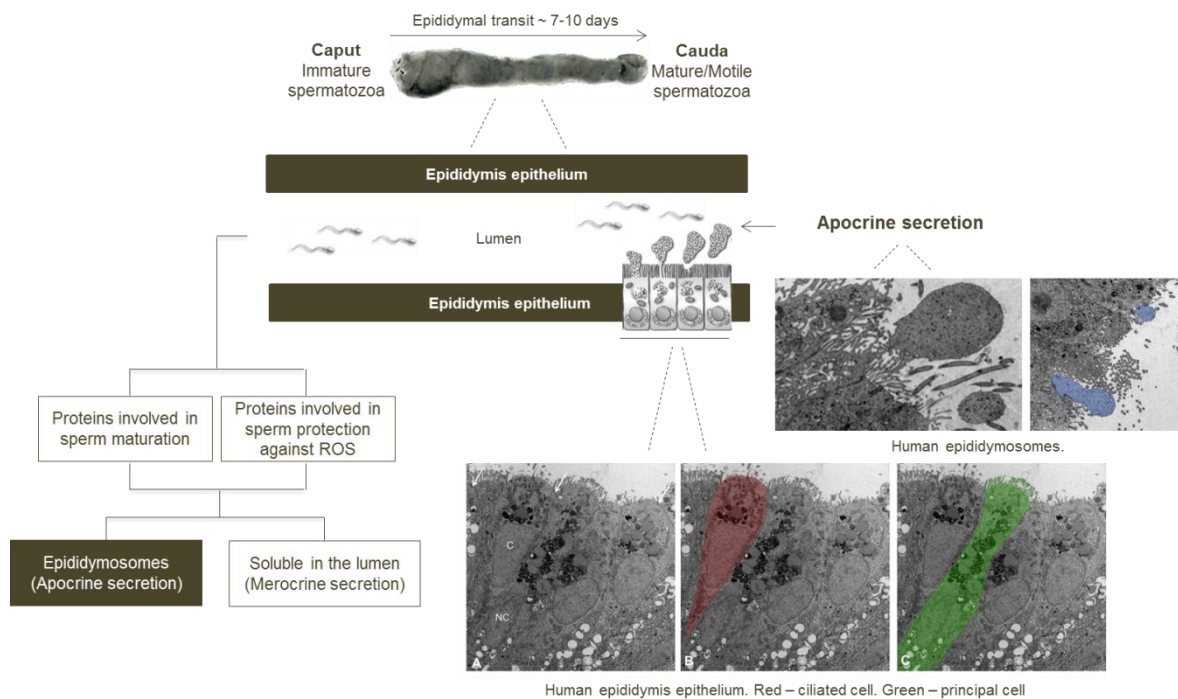 Epididymal transit ~ 7-10 days
Caput
Immature
spermatozoa
Cauda
Mature/Motile
spermatozoa
Epididymis epithelium
Lumen
Apocrine secretion
Epididymis epithelium
Proteins involved in
sperm maturation
Proteins involved in
sperm protection
against ROS
Epididymosomes
(Apocrine secretion)
Soluble in the lumen
(Merocrine secretion)
Human epididymosomes.
C
NC
A
B
C
Human epididymis epithelium. Red – ciliated cell. Green – principal cell